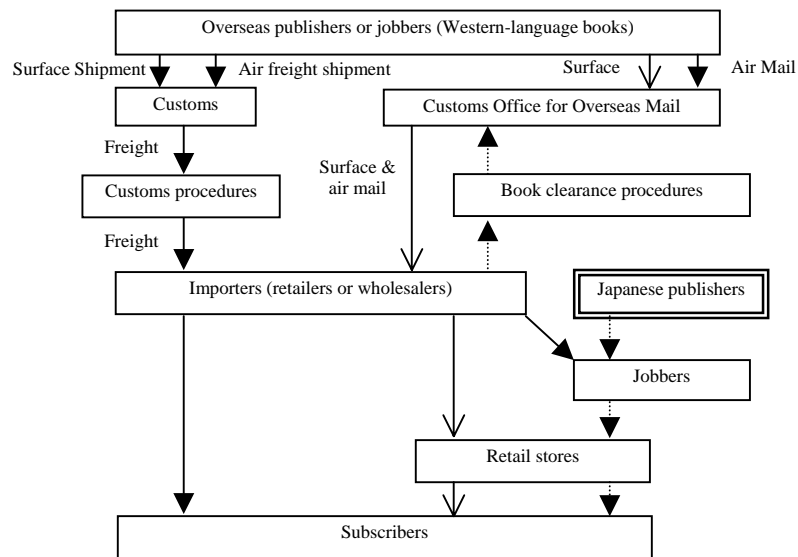 Overseas publishers or jobbers (Western-language books)
Surface Shipment
Air freight shipment
Surface
Air Mail
Customs
Customs Office for Overseas Mail
Freight
Surface &
air mail
Customs procedures
Book clearance procedures
Freight
Importers (retailers or wholesalers)
Japanese publishers
Jobbers
Retail stores
Subscribers